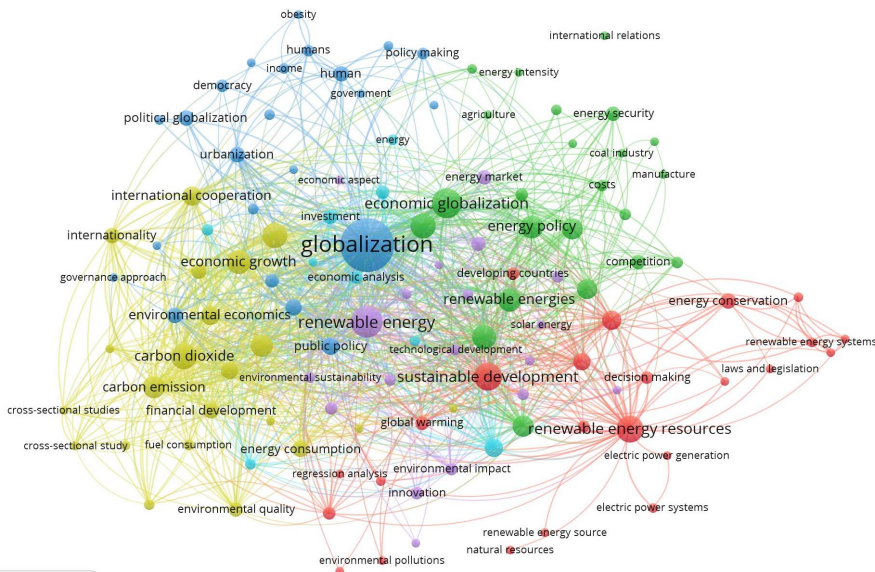 obesity
international relations
humans
policy making
income
human
energy intensity
democracy
government
political globalization
agriculture
energy security
energy
urbanization
coal industry
economic aspect
energy market
manufacture
costs
international cooperation
economic globalization
investment
energy policy
internationality
globalization
economic growth
competition
governance approach
economic analysis
developing countries
renewable energies
energy conservation
environmental economics
renewable energy
solar energy
public policy
technological development
renewable energy systems
carbon dioxide
laws and legislation
environmental sustainability
sustainable development
decision making
carbon emission
cross-sectional studies
financial development
global warming
renewable energy resources
cross-sectional study
fuel consumption
energy consumption
electric power generation
regression analysis
environmental impact
innovation
environmental quality
electric power systems
renewable energy source
natural resources
environmental pollutions